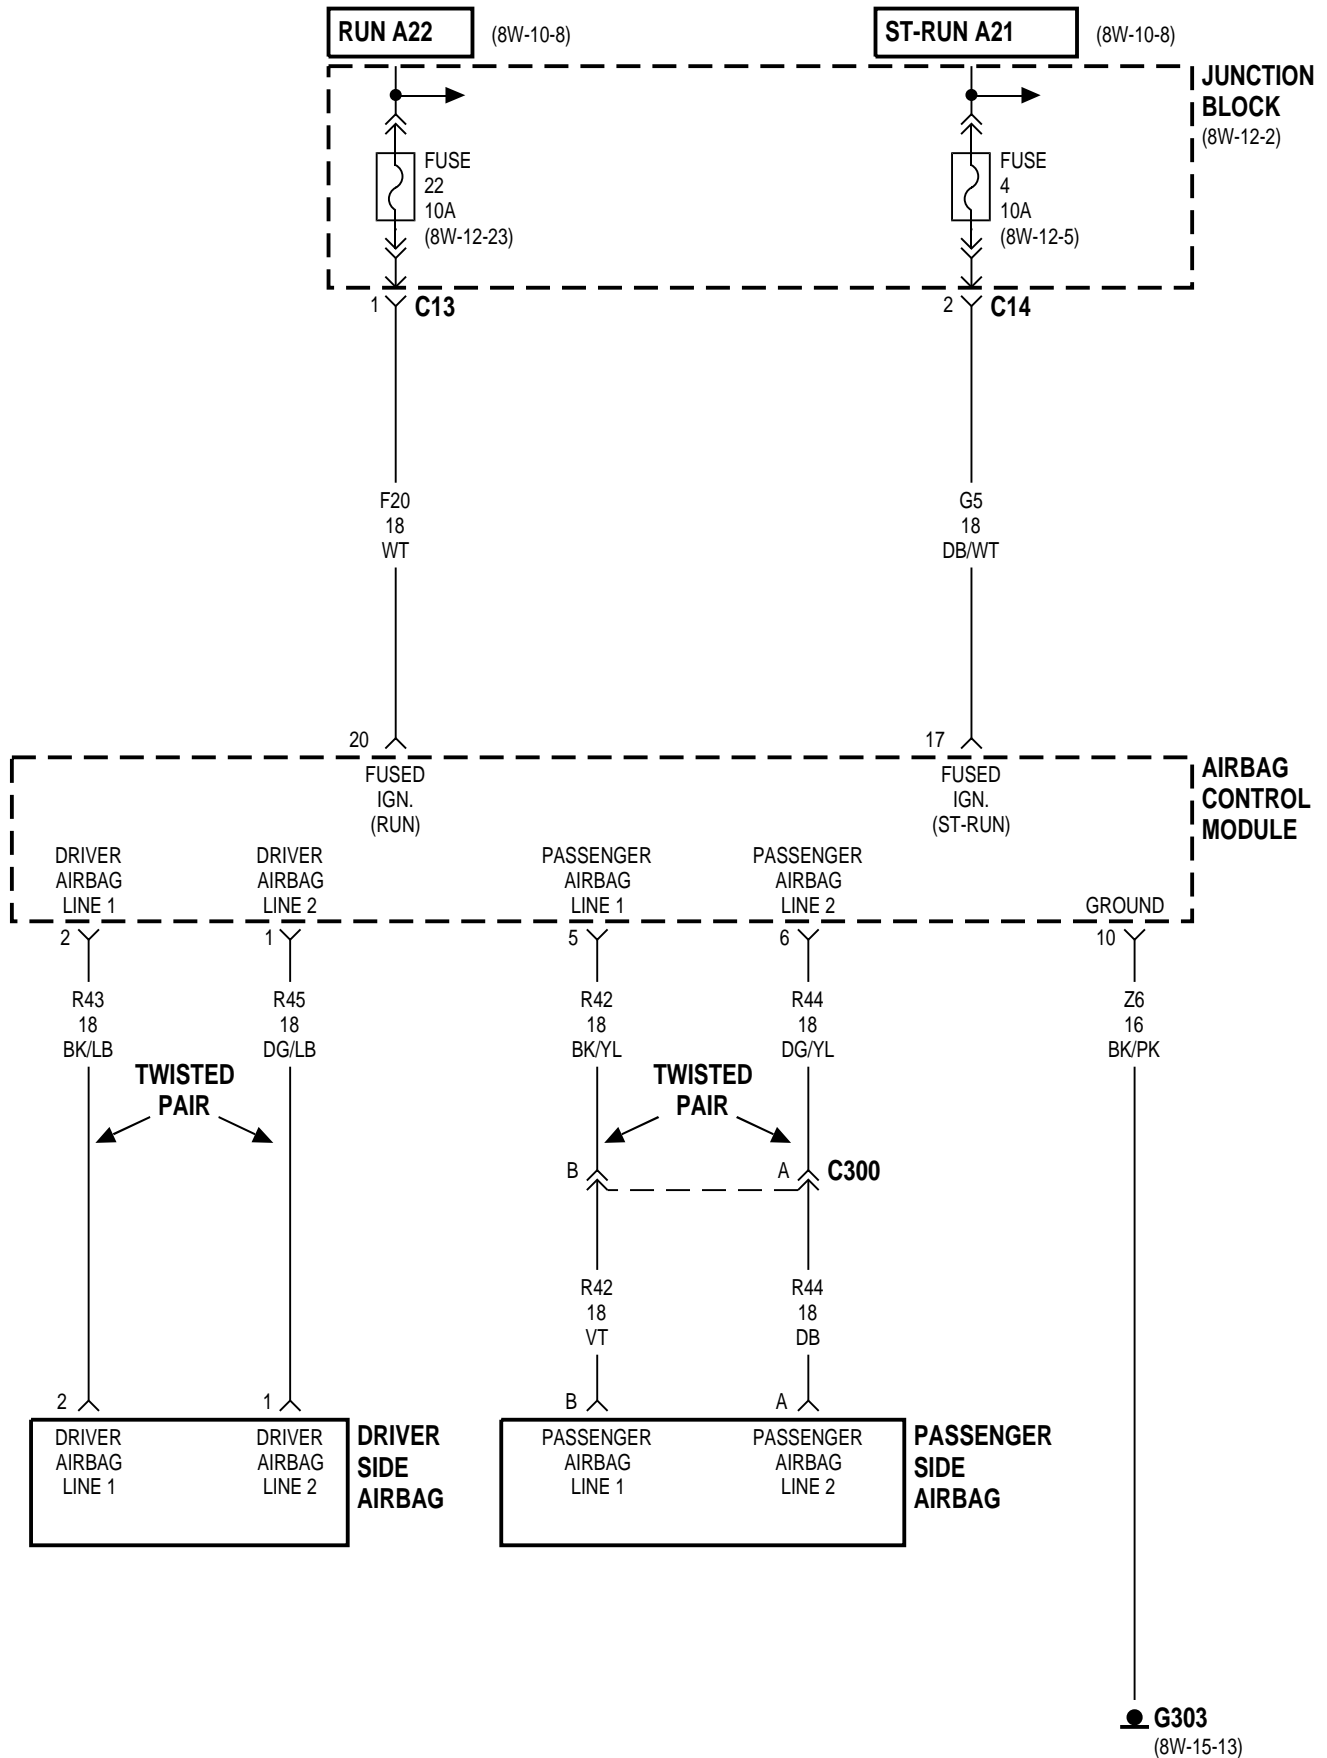 RUN A22
(8W-10-8)
ST-RUN A21
(8W-10-8)
JUNCTION
BLOCK
(8W-12-2)
FUSE
22
10A
(8W-12-23)
FUSE
4
10A
(8W-12-5)
1
C13
2
C14
F20
18
WT
G5
18
DB/WT
20
17
FUSED
IGN.
(RUN)
FUSED
IGN.
(ST-RUN)
AIRBAG
CONTROL
MODULE
DRIVER
AIRBAG
LINE 1
DRIVER
AIRBAG
LINE 2
PASSENGER
AIRBAG
LINE 1
PASSENGER
AIRBAG
LINE 2
GROUND
2
1
5
6
10
R43
18
BK/LB
R45
18
DG/LB
R42
18
BK/YL
R44
18
DG/YL
Z6
16
BK/PK
TWISTED
PAIR
TWISTED
PAIR
B
A
C300
R42
18
VT
R44
18
DB
2
1
B
A
DRIVER
AIRBAG
LINE 1
DRIVER
AIRBAG
LINE 2
DRIVER
SIDE
AIRBAG
PASSENGER
AIRBAG
LINE 1
PASSENGER
AIRBAG
LINE 2
PASSENGER
SIDE
AIRBAG
G303
(8W-15-13)